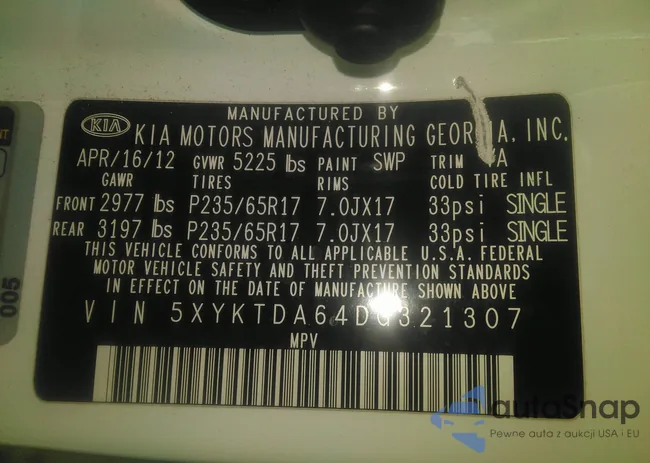 MANUFACTURED BY
KIA KIA MOTORS MANUFACTURING GEORGIA, INC.
APR/16/12 GVWR 5225 lbs PAINT SWP TRIM
GAWR TIRES RIMS COLD TIRE INFL
FRONT 2977 lbs P235/65R17 7.0JX17 33psi SINGLE
REAR 3197 lbs P235/65R17 7.0JX17 33psi SINGLE
THIS VEHICLE CONFORMS TO ALL APPLICABLE U.S.A. FEDERAL
MOTOR VEHICLE SAFETY AND THEFT PREVENTION STANDARDS
IN EFFECT ON THE DATE OF MANUFACTURE SHOWN ABOVE
VIN 5XYKTDA64DG321307
MPV
005
autoSnap
Pewne auta z aukcji USA i EU